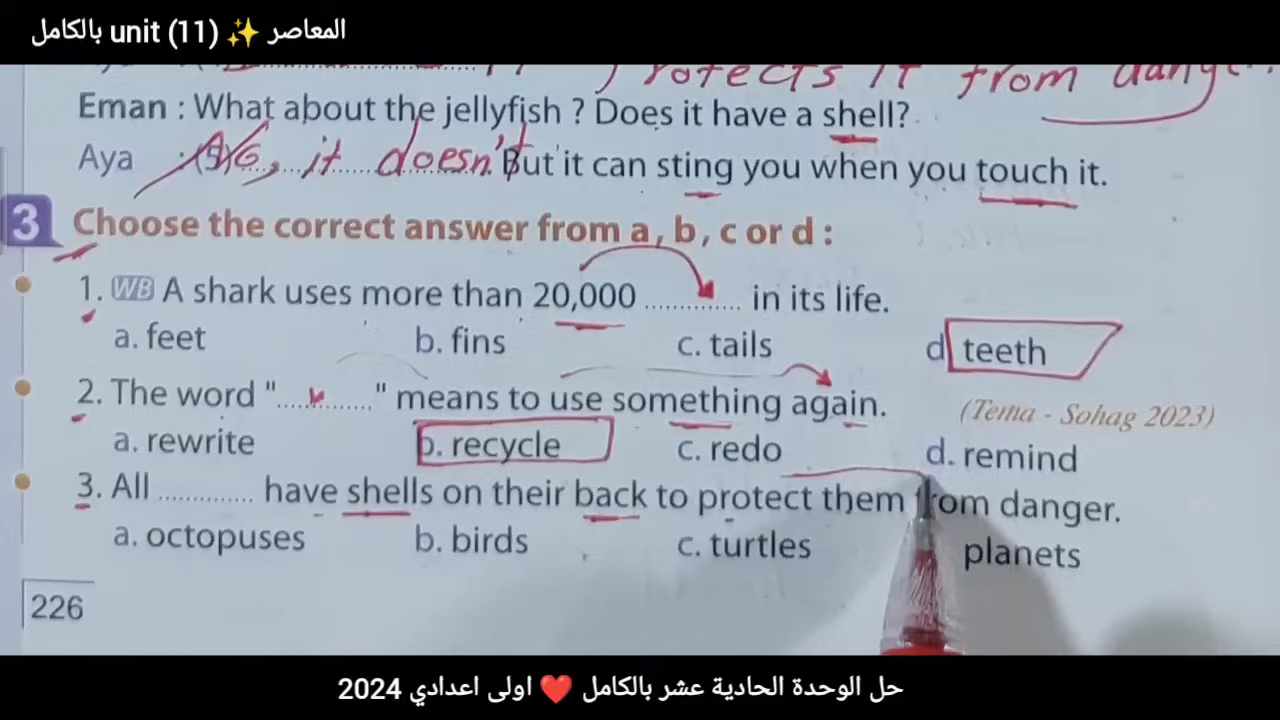 المعاصر ✨ unit (11) بالكامل
Protects it from
Eman : What about the jellyfish ? Does it have a shell?
Aya : No, it doesn't But it can sting you when you touch it.
3 Choose the correct answer from a , b , c or d :
1. WB A shark uses more than 20,000 ............. in its life.
a. feet b. fins c. tails d teeth
2. The word "............." means to use something again.
(Tema - Sohag 2023)
a. rewrite b. recycle c. redo d. remind
3. All ............. have shells on their back to protect them from danger.
a. octopuses b. birds c. turtles planets
226
حل الوحدة الحادية عشر بالكامل ❤️ اولى اعدادي 2024